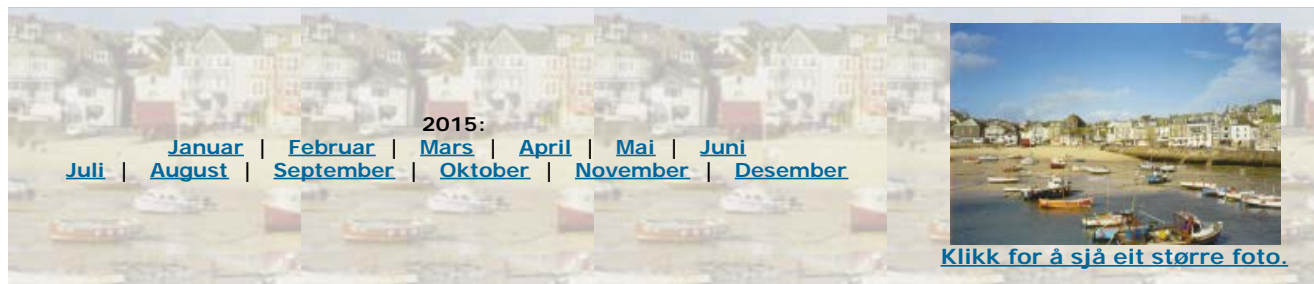 2015:
Januar | Februar | Mars | April | Mai | Juni
Juli | August | September | Oktober | November | Desember
Klikk for å sjå eit større foto.